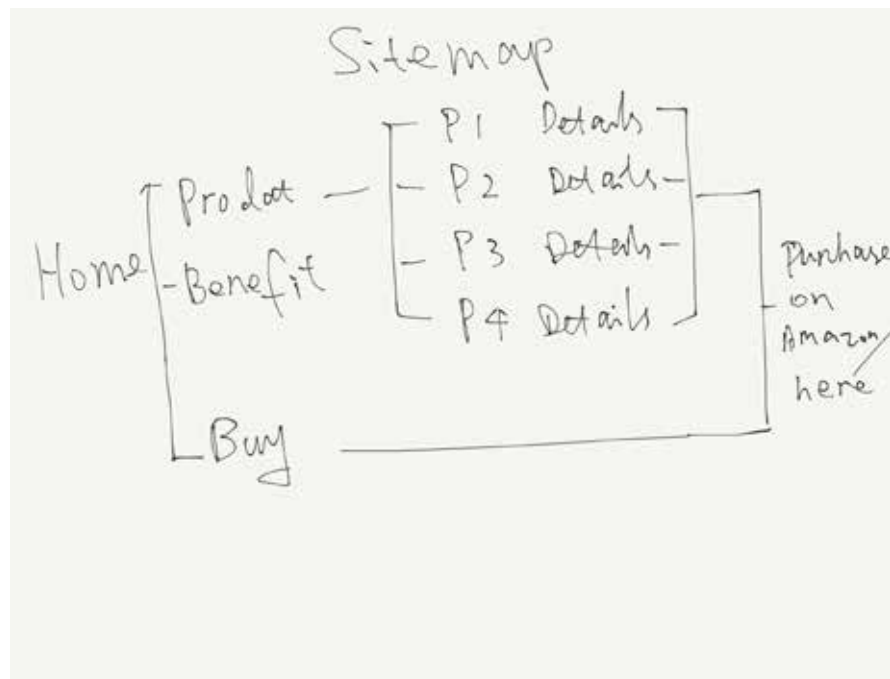 Sitemap
P1 Details
Product
P2 Details
Home
Benefit
P3 Details
P4 Details
Purchase
on
Amazon/
here
Buy